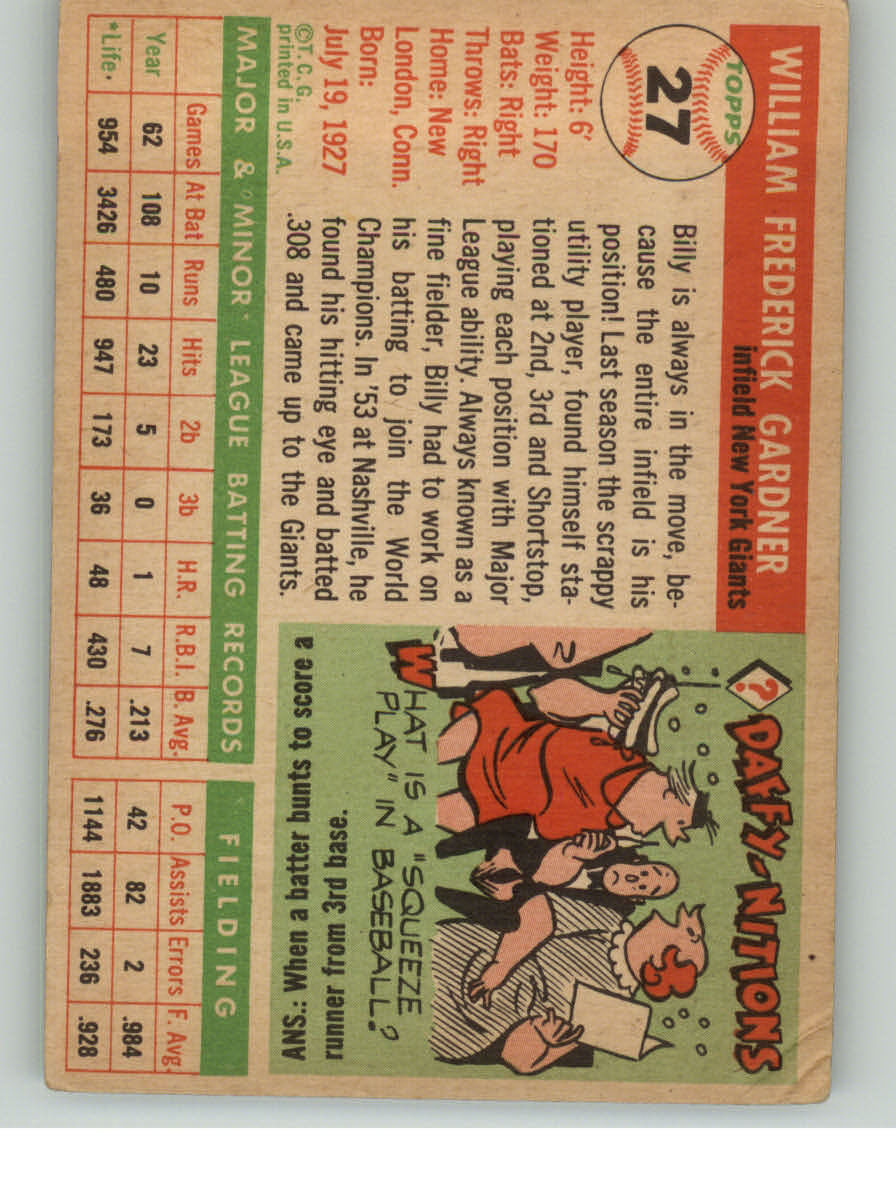 TOPPS
27
WILLIAM FREDERICK GARDNER
infield New York Giants
Height: 6'
Weight: 170
Bats: Right
Throws: Right
Home: New
London, Conn.
Born:
July 19, 1927
©T.C.G.
printed in U.S.A.
Billy is always in the move, be-
cause the entire infield is his
position! Last season the scrappy
utility player, found himself sta-
tioned at 2nd, 3rd and Shortstop,
playing each position with Major
League ability. Always known as a
fine fielder, Billy had to work on
his batting to join the World
Champions. In '53 at Nashville, he
found his hitting eye and batted
.308 and came up to the Giants.
? DAFFY-NITIONS
WHAT IS A "SQUEEZE
PLAY" IN BASEBALL?
ANS.: When a batter bunts to score a
runner from 3rd base.
MAJOR & MINOR LEAGUE BATTING RECORDS
Games At Bat Runs Hits 2b 3b H.R. R.B.I. B. Avg.
Year 62 108 10 23 5 0 1 7 .213
*Life• 954 3426 480 947 173 36 48 430 .276
FIELDING
P.O. Assists Errors F. Avg.
42 82 2 .984
1144 1883 236 .928